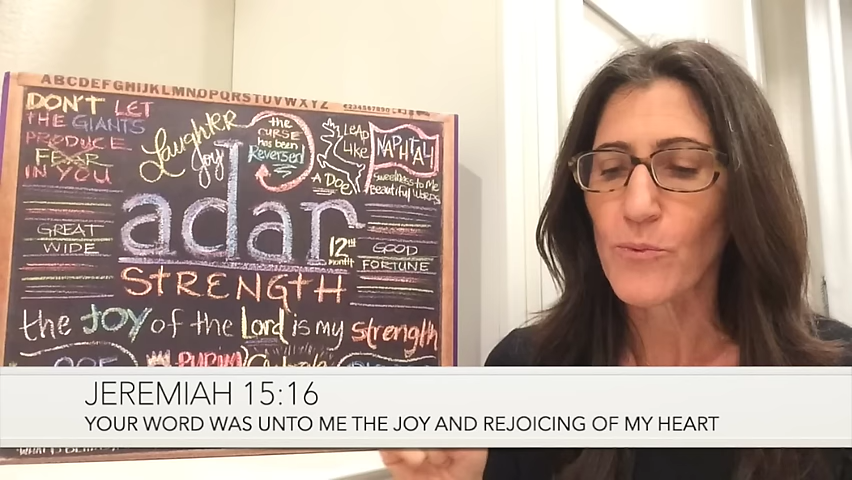 ABCDEFGHIJKLMNOPQRSTUVWXYZ 1234567890
DON'T LET
THE GIANTS
PRODUCE
FEAR
IN YOU
Laughter
Joy
the
CURSE
has been
Reversed
LEAP
LIKE
A DOE
NAPHTALI
Sweetness to Me
Beautiful WORDS
adar
12th
Month
GREAT
WIDE
GOOD
FORTUNE
STRENGTH
the JOY of the Lord is my strength
PURIM
JEREMIAH 15:16
YOUR WORD WAS UNTO ME THE JOY AND REJOICING OF MY HEART